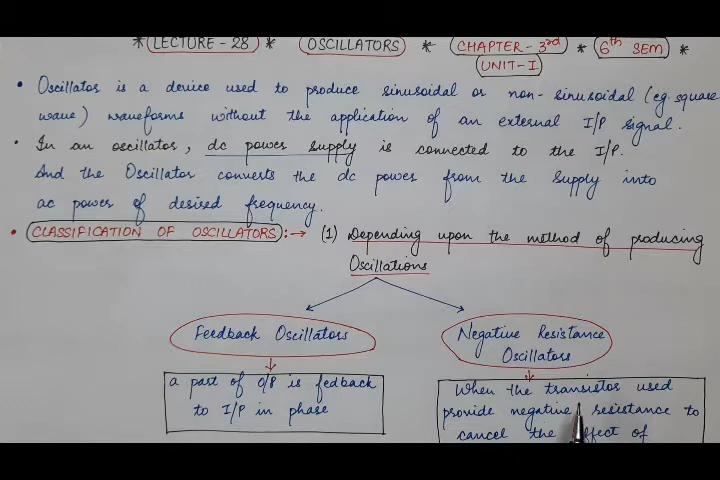 * LECTURE - 28 * OSCILLATORS * CHAPTER - 3rd * 6th SEM *
UNIT-I
• Oscillator is a device used to produce sinusoidal or non-sinusoidal (eg. square
wave) waveforms without the application of an external I/P signal.
• In an oscillator, dc power supply is connected to the I/P.
And the Oscillator converts the dc power from the supply into
ac power of desired frequency.
• CLASSIFICATION OF OSCILLATORS :→ (1) Depending upon the method of producing
Oscillations
Feedback Oscillators
Negative Resistance
Oscillators
a part of O/P is fedback
to I/P in phase
When the transistor used
provide negative resistance to
cancel the effect of